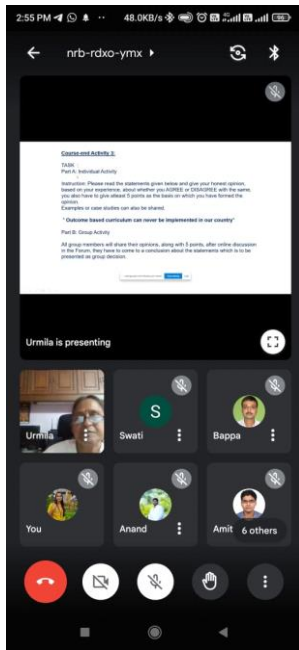 2:55 PM 48.0KB/s 96
nrb-rdxo-ymx
Course-end Activity 3:
TASK
Part A: Individual Activity
Instruction: Please read the statements given below and give your honest opinion,
based on your experience, about whether you AGREE or DISAGREE with the same.
you also have to give atleast 5 points as the basis on which you have formed the
opinion.
Examples or case studies can also be shared.
" Outcome based curriculum can never be implemented in our country"
Part B: Group Activity
All group members will share their opinions, along with 5 points, after online discussion
in the Forum, they have to come to a conclusion about the statements which is to be
presented as group decision.
Urmila is presenting
Urmila
S
Swati
Bappa
You
Anand
Amit
6 others